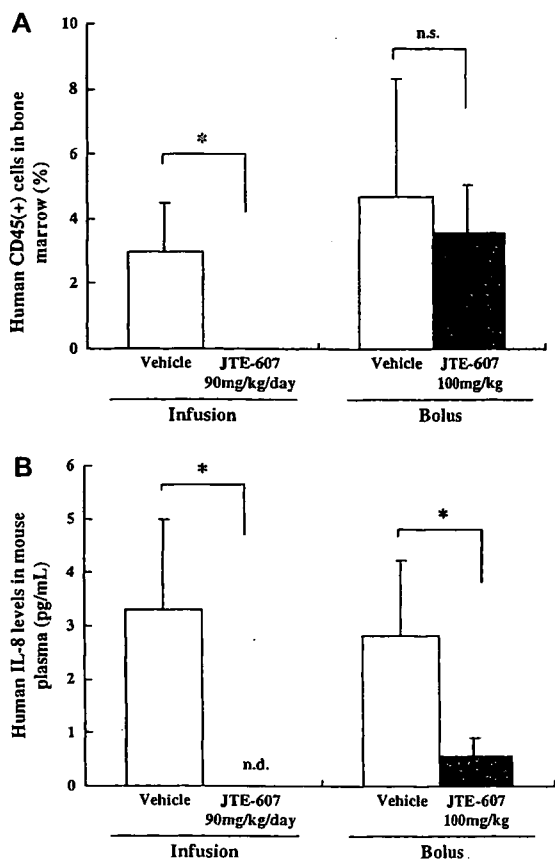 A
Human CD45(+) cells in bone
marrow (%)
10
8
6
4
2
0
*
n.s.
Vehicle JTE-607 Vehicle JTE-607
90mg/kg/day 100mg/kg
Infusion Bolus
B
Human IL-8 levels in mouse
plasma (pg/mL)
6
5
4
3
2
1
0
*
*
n.d.
Vehicle JTE-607 Vehicle JTE-607
90mg/kg/day 100mg/kg
Infusion Bolus